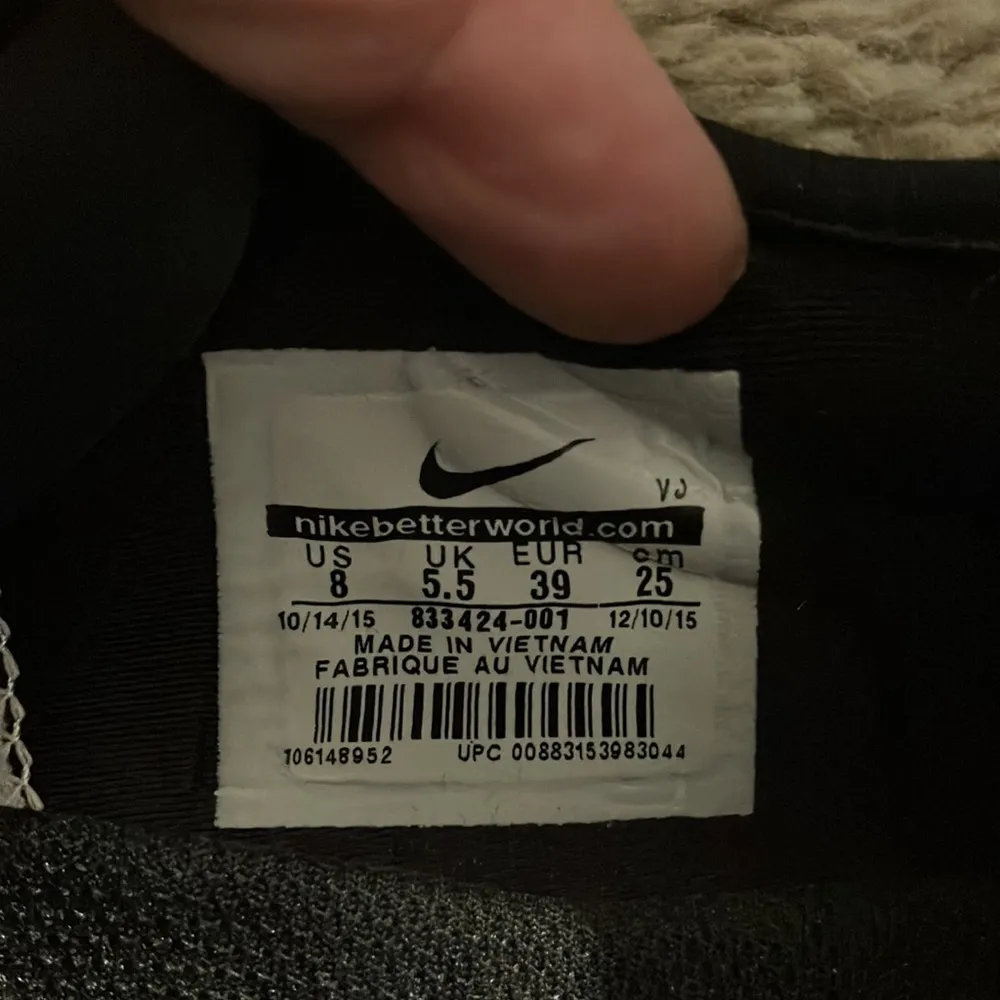 VJ
nikebetterworld.com
US UK EUR cm
8 5.5 39 25
10/14/15 833424-001 12/10/15
MADE IN VIETNAM
FABRIQUE AU VIETNAM
106148952 UPC 00883153983044